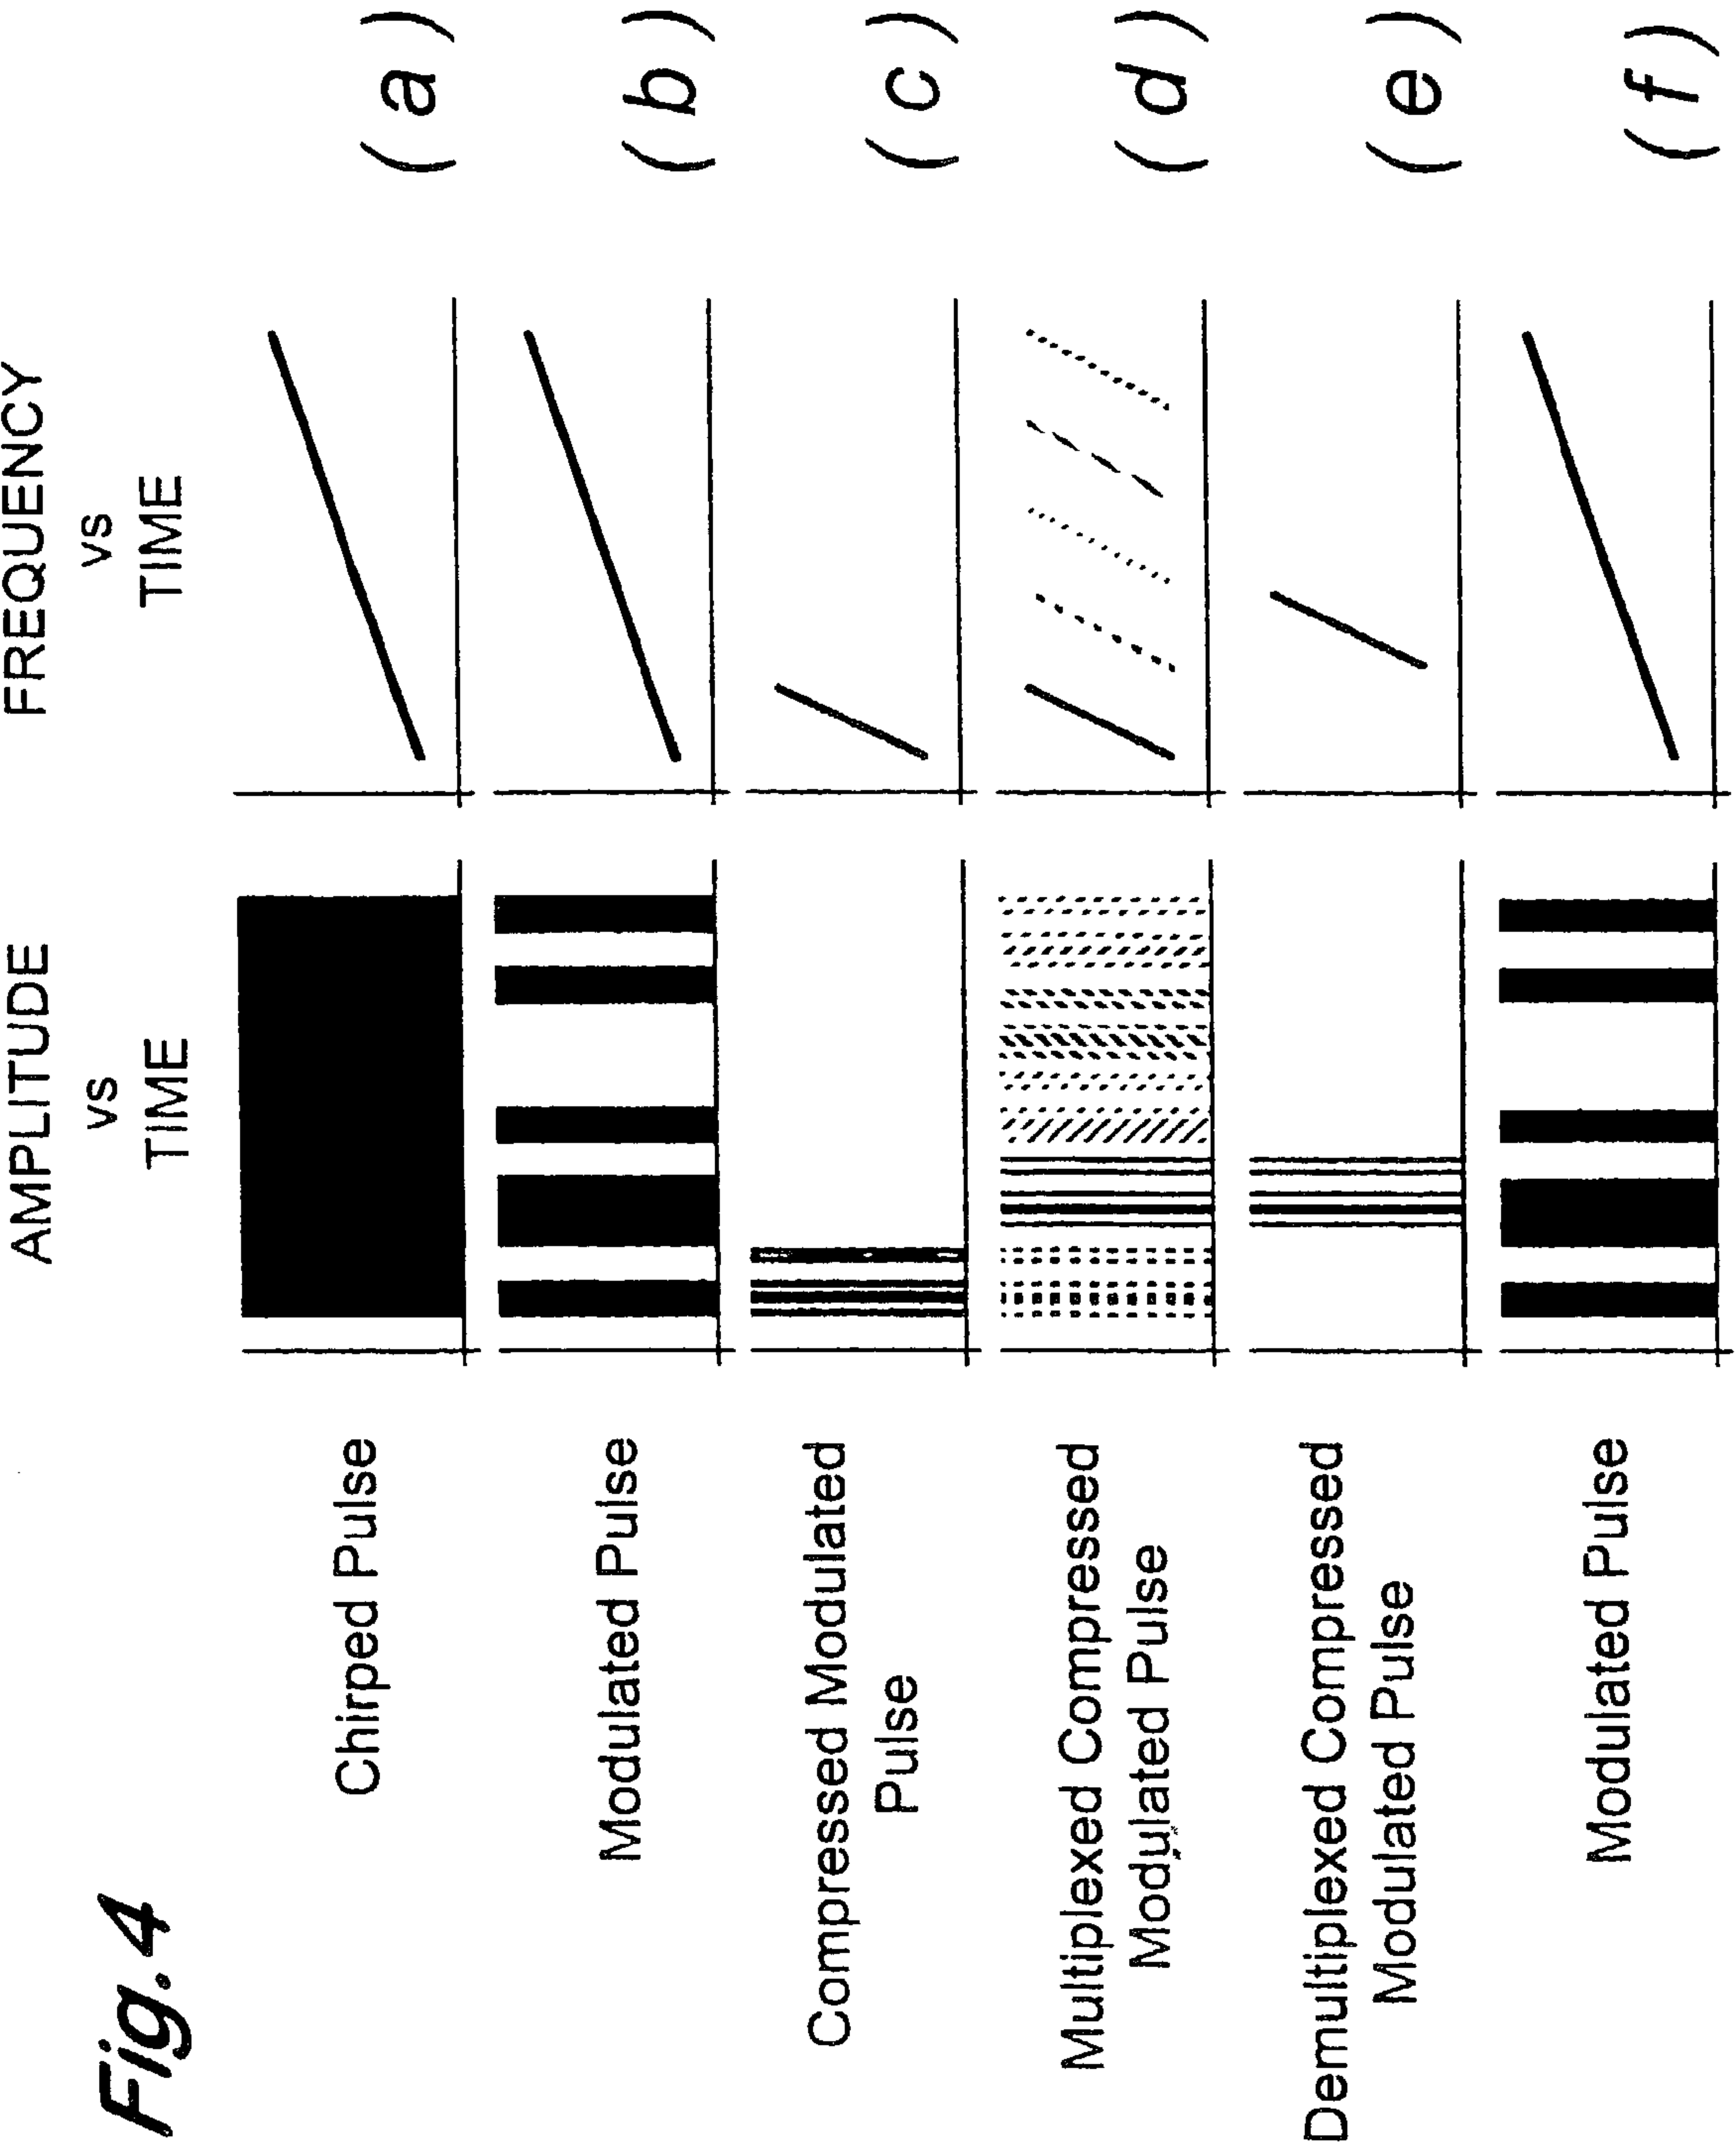 Fig. 4
AMPLITUDE
vs
TIME
FREQUENCY
vs
TIME
Chirped Pulse
(a)
Modulated Pulse
(b)
Compressed Modulated
Pulse
(c)
Multiplexed Compressed
Modulated Pulse
(d)
Demultiplexed Compressed
Modulated Pulse
(e)
Modulated Pulse
(f)